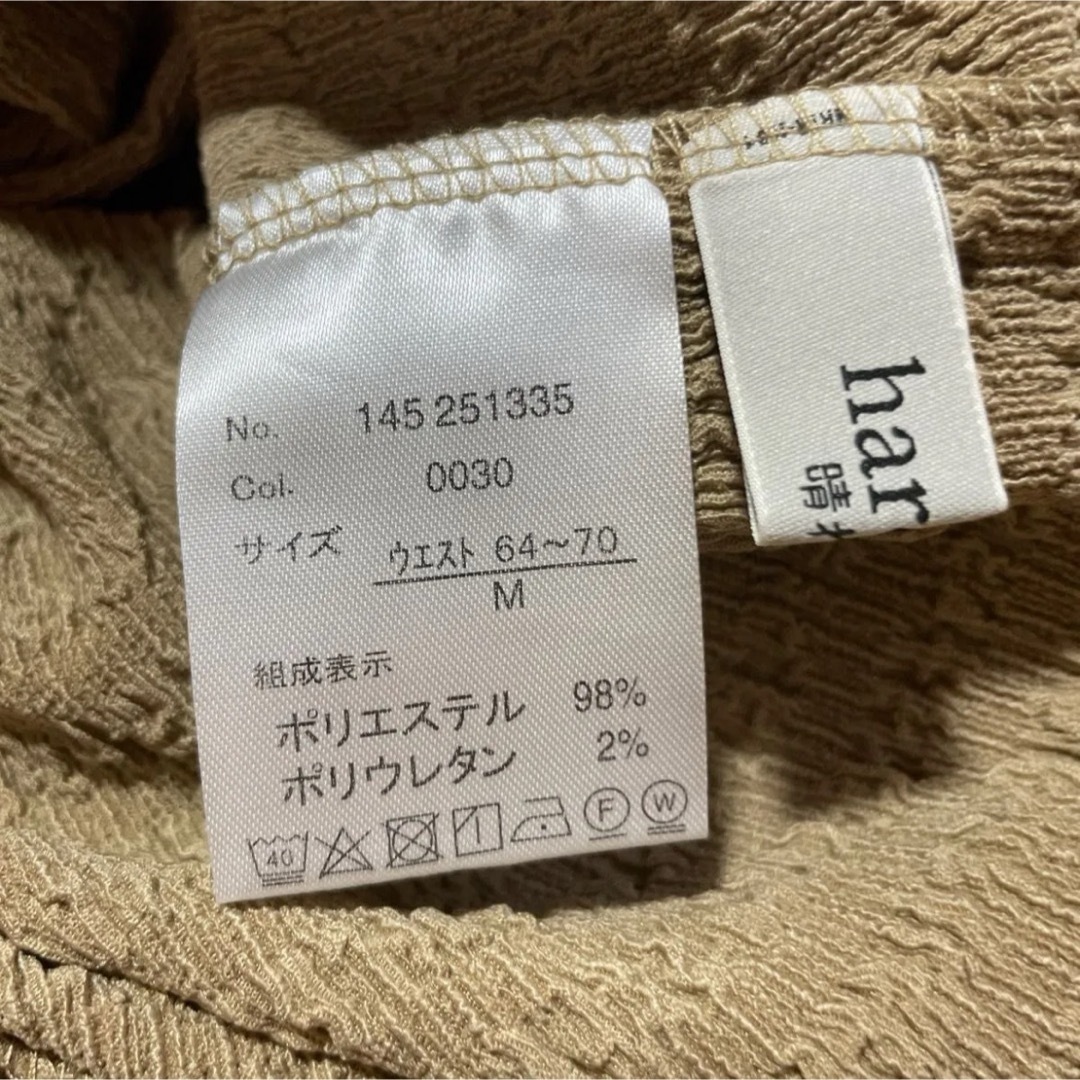 No. 145 251335
Col. 0030
サイズ ウエスト 64～70
M
組成表示
ポリエステル 98%
ポリウレタン 2%
40 F W
har
晴